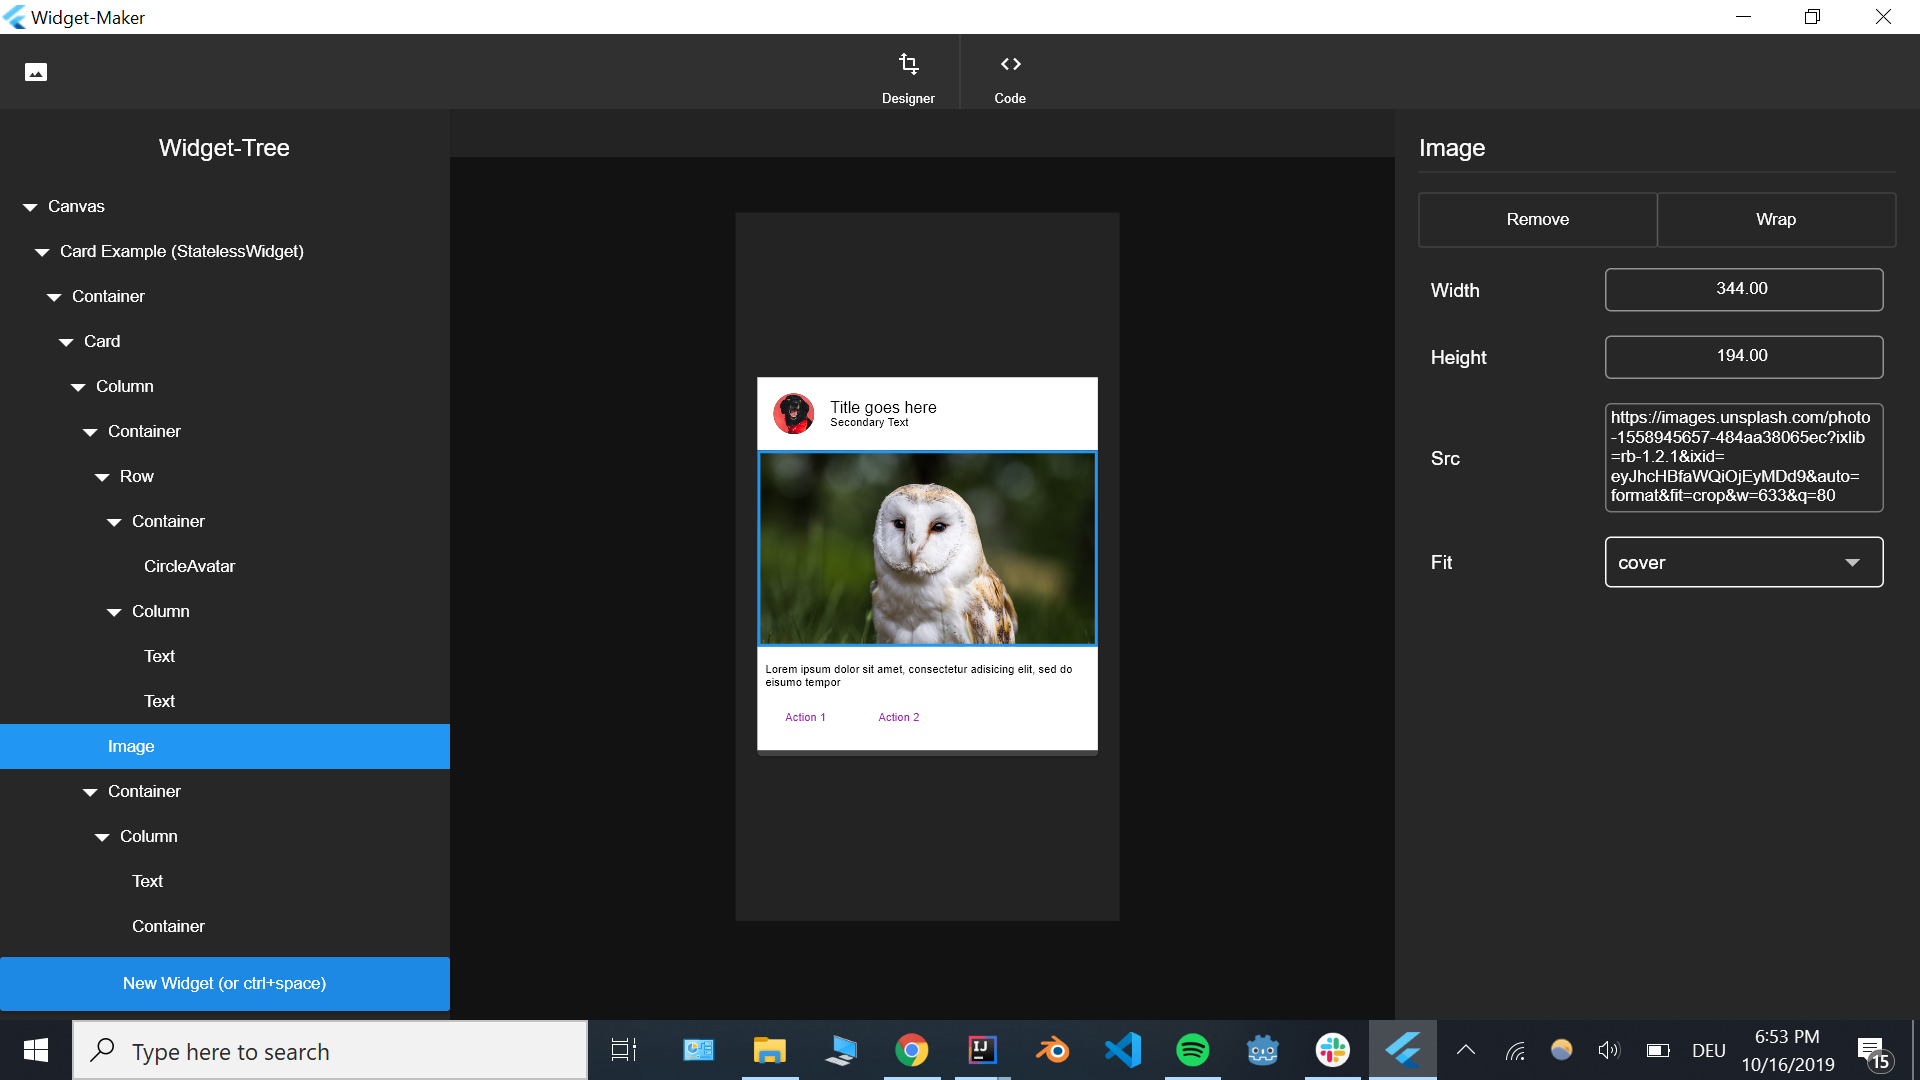 Widget-Maker
Designer
Code
Widget-Tree
Canvas
Card Example (StatelessWidget)
Container
Card
Column
Container
Row
Container
CircleAvatar
Column
Text
Text
Image
Container
Column
Text
Container
New Widget (or ctrl+space)
Title goes here
Secondary Text
Lorem ipsum dolor sit amet, consectetur adisicing elit, sed do
eisumo tempor
Action 1
Action 2
Image
Remove
Wrap
Width
344.00
Height
194.00
Src
https://images.unsplash.com/photo
-1558945657-484aa38065ec?ixlib
=rb-1.2.1&ixid=
eyJhcHBfaWQiOjEyMDd9&auto=
format&fit=crop&w=633&q=80
Fit
cover
Type here to search
IJ
DEU
6:53 PM
10/16/2019
15